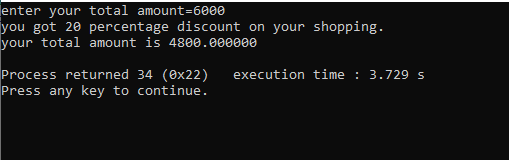 enter your total amount=6000
you got 20 percentage discount on your shopping.
your total amount is 4800.000000
Process returned 34 (0x22)   execution time : 3.729 s
Press any key to continue.